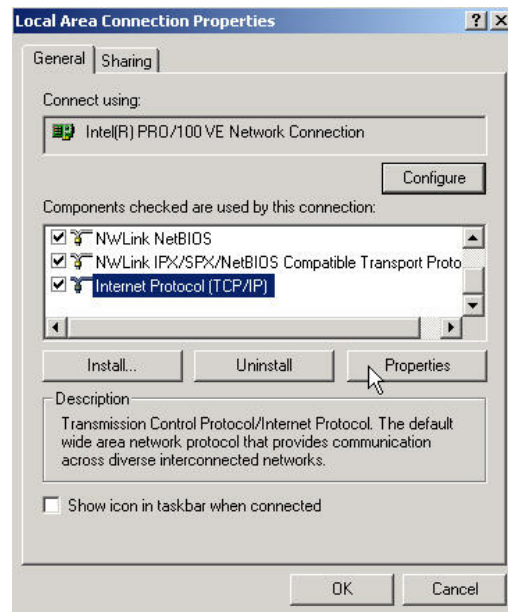 Local Area Connection Properties
General
Sharing
Connect using:
Intel(R) PRO/100 VE Network Connection
Configure
Components checked are used by this connection:
NWLink NetBIOS
NWLink IPX/SPX/NetBIOS Compatible Transport Proto
Internet Protocol (TCP/IP)
Install...
Uninstall
Properties
Description
Transmission Control Protocol/Internet Protocol. The default
wide area network protocol that provides communication
across diverse interconnected networks.
Show icon in taskbar when connected
OK
Cancel